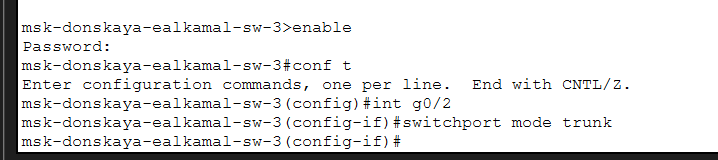 msk-donskaya-ealkamal-sw-3>enable
Password:
msk-donskaya-ealkamal-sw-3#conf t
Enter configuration commands, one per line.  End with CNTL/Z.
msk-donskaya-ealkamal-sw-3(config)#int g0/2
msk-donskaya-ealkamal-sw-3(config-if)#switchport mode trunk
msk-donskaya-ealkamal-sw-3(config-if)#